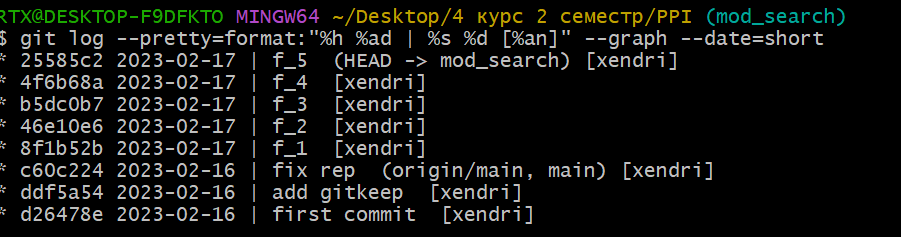 RTX@DESKTOP-F9DFKTO MINGW64 ~/Desktop/4 курс 2 семестр/PPI (mod_search)
$ git log --pretty=format:"%h %ad | %s %d [%an]" --graph --date=short
* 25585c2 2023-02-17 | f_5  (HEAD -> mod_search) [xendri]
* 4f6b68a 2023-02-17 | f_4  [xendri]
* b5dc0b7 2023-02-17 | f_3  [xendri]
* 46e10e6 2023-02-17 | f_2  [xendri]
* 8f1b52b 2023-02-17 | f_1  [xendri]
* c60c224 2023-02-16 | fix rep  (origin/main, main) [xendri]
* ddf5a54 2023-02-16 | add gitkeep  [xendri]
* d26478e 2023-02-16 | first commit  [xendri]